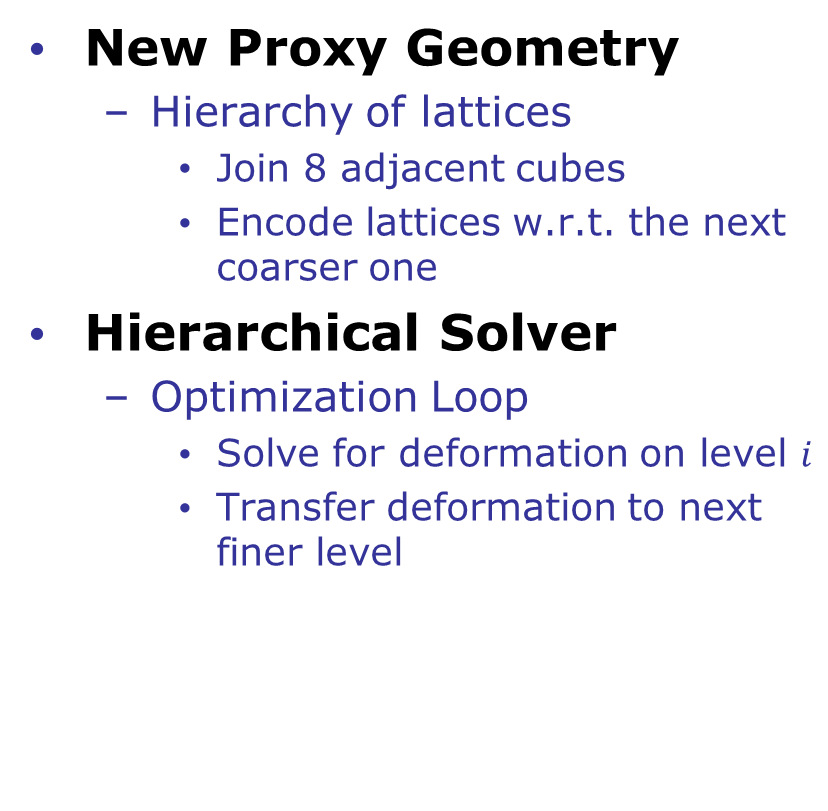 • New Proxy Geometry
– Hierarchy of lattices
• Join 8 adjacent cubes
• Encode lattices w.r.t. the next
coarser one
• Hierarchical Solver
– Optimization Loop
• Solve for deformation on level i
• Transfer deformation to next
finer level